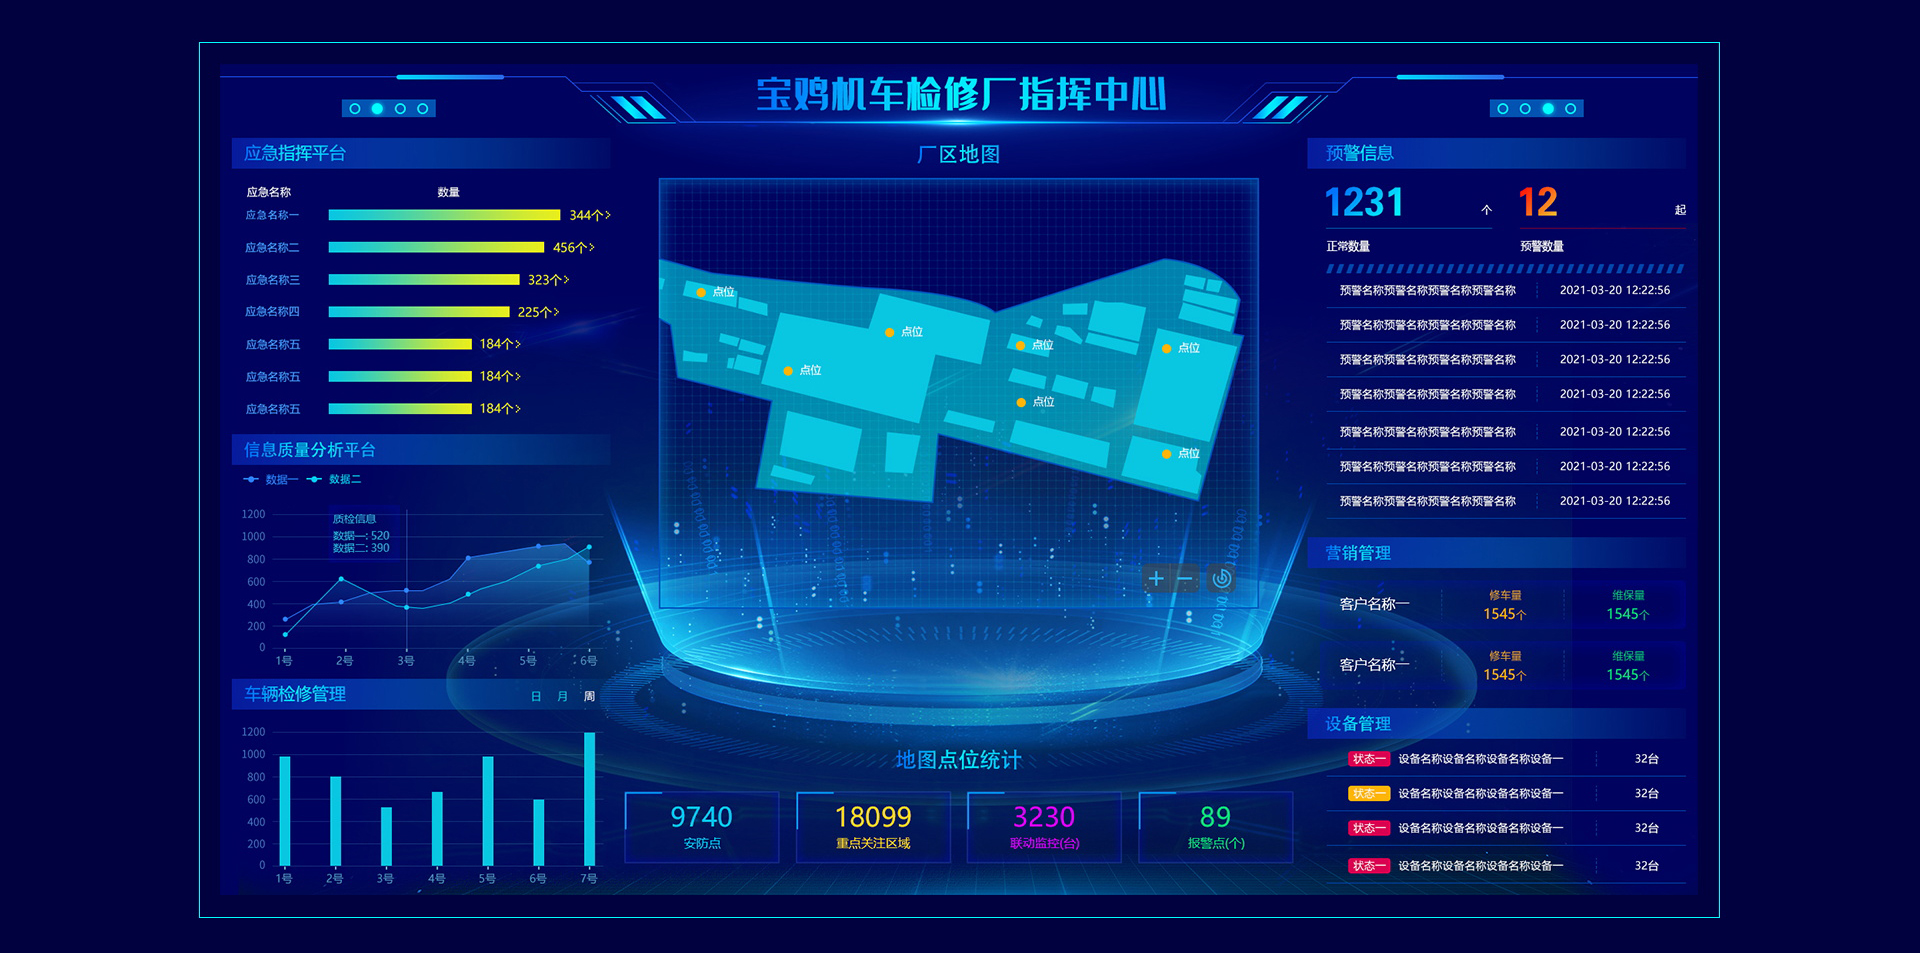 宝鸡机车检修厂指挥中心
应急指挥平台
应急名称 数量
应急名称一 344个>
应急名称二 456个>
应急名称三 323个>
应急名称四 225个>
应急名称五 184个>
应急名称五 184个>
应急名称五 184个>
信息质量分析平台
数据一 数据二
1200
1000
800
600
400
200
0
质检信息
数据一: 520
数据二: 390
1号 2号 3号 4号 5号 6号
车辆检修管理 日 月 周
1200
1000
800
600
400
200
0
1号 2号 3号 4号 5号 6号 7号
厂区地图
点位
点位
点位
点位
点位
点位
点位
地图点位统计
9740
安防点
18099
重点关注区域
3230
联动监控(台)
89
报警点(个)
预警信息
1231 个
正常数量
12 起
预警数量
预警名称预警名称预警名称预警名称 2021-03-20 12:22:56
预警名称预警名称预警名称预警名称 2021-03-20 12:22:56
预警名称预警名称预警名称预警名称 2021-03-20 12:22:56
预警名称预警名称预警名称预警名称 2021-03-20 12:22:56
预警名称预警名称预警名称预警名称 2021-03-20 12:22:56
预警名称预警名称预警名称预警名称 2021-03-20 12:22:56
预警名称预警名称预警名称预警名称 2021-03-20 12:22:56
营销管理
客户名称一
修车量
1545个
维保量
1545个
客户名称一
修车量
1545个
维保量
1545个
设备管理
状态一 设备名称设备名称设备名称设备一 32台
状态一 设备名称设备名称设备名称设备一 32台
状态一 设备名称设备名称设备名称设备一 32台
状态一 设备名称设备名称设备名称设备一 32台